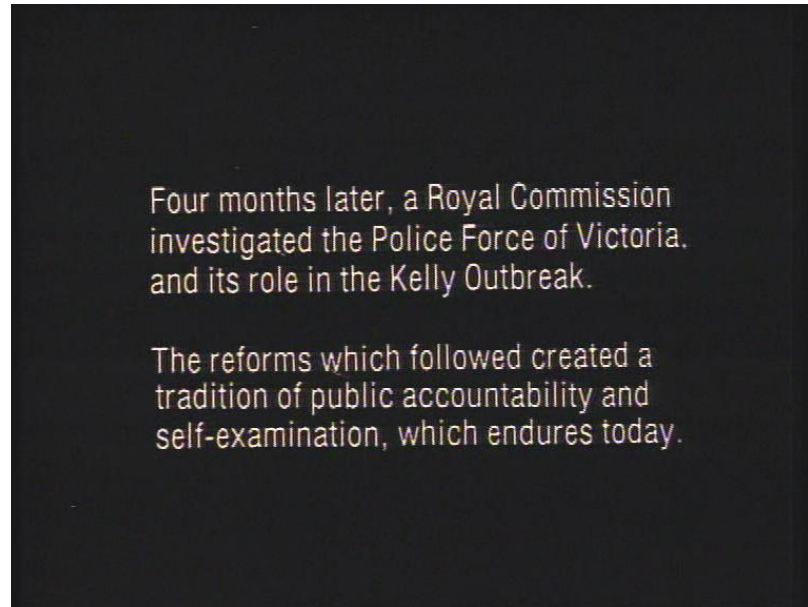 Four months later, a Royal Commission
investigated the Police Force of Victoria,
and its role in the Kelly Outbreak.
The reforms which followed created a
tradition of public accountability and
self-examination, which endures today.